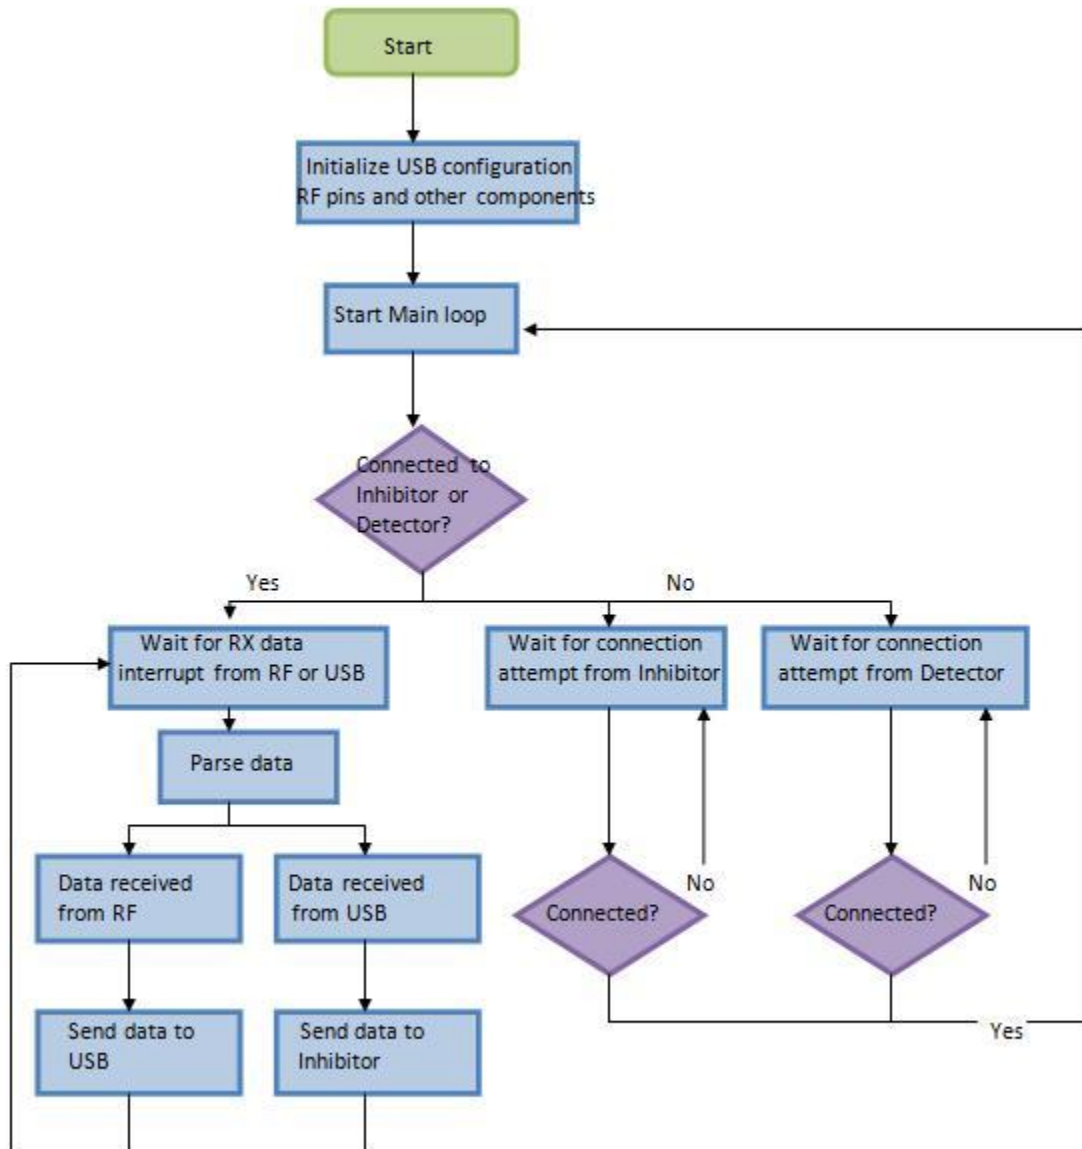 Start
Initialize USB configuration
RF pins and other components
Start Main loop
Connected to
Inhibitor or
Detector?
Yes
No
Wait for RX data
interrupt from RF or USB
Wait for connection
attempt from Inhibitor
Wait for connection
attempt from Detector
Parse data
Data received
from RF
Data received
from USB
Connected?
No
Connected?
No
Send data to
USB
Send data to
Inhibitor
Yes